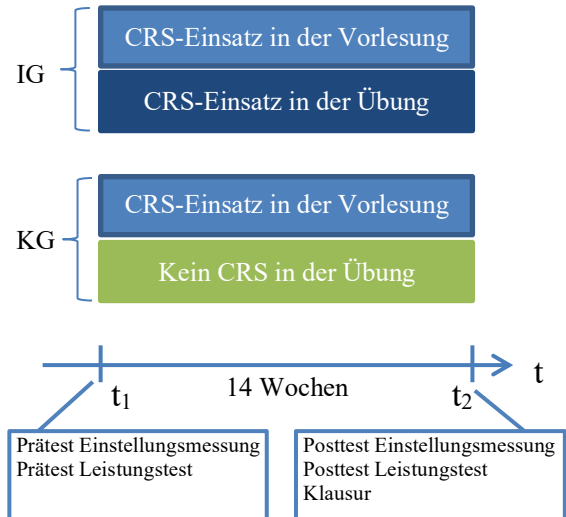 IG
CRS-Einsatz in der Vorlesung
CRS-Einsatz in der Übung
KG
CRS-Einsatz in der Vorlesung
Kein CRS in der Übung
t
t1
14 Wochen
t2
Prätest Einstellungsmessung
Prätest Leistungstest
Posttest Einstellungsmessung
Posttest Leistungstest
Klausur